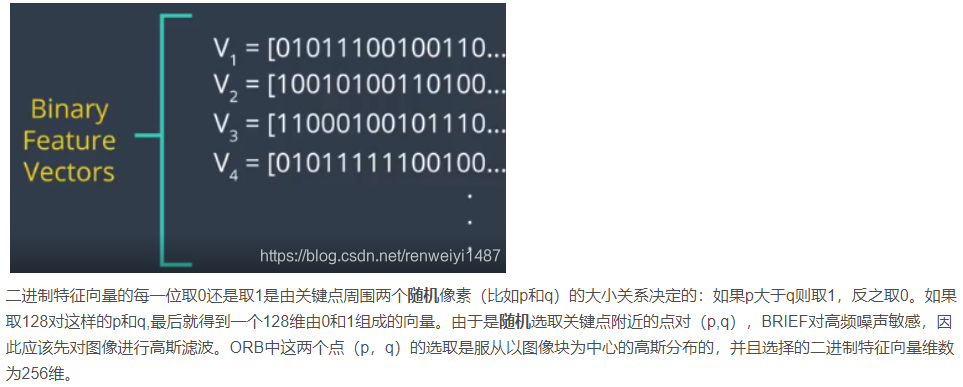 Binary
Feature
Vectors
V1 = [01011100100110...
V2 = [10010100110100...
V3 = [11000100101110...
V4 = [01011111100100...
.
.
.
https://blog.csdn.net/renweiyi1487
二进制特征向量的每一位取0还是取1是由关键点周围两个随机像素（比如p和q）的大小关系决定的：如果p大于q则取1，反之取0。如果
取128对这样的p和q,最后就得到一个128维由0和1组成的向量。由于是随机选取关键点附近的点对（p,q），BRIEF对高频噪声敏感，因
此应该先对图像进行高斯滤波。ORB中这两个点（p，q）的选取是服从以图像块为中心的高斯分布的，并且选择的二进制特征向量维数
为256维。